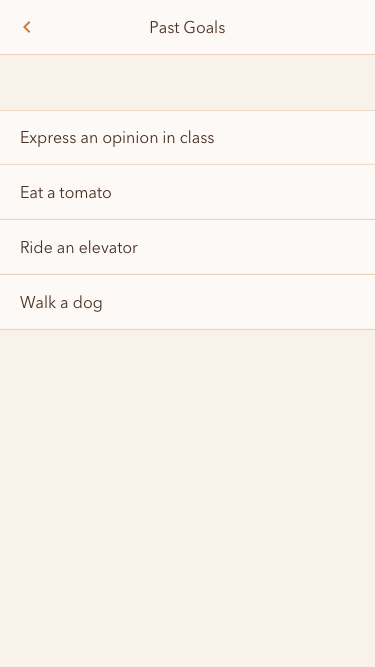 Past Goals
Express an opinion in class
Eat a tomato
Ride an elevator
Walk a dog